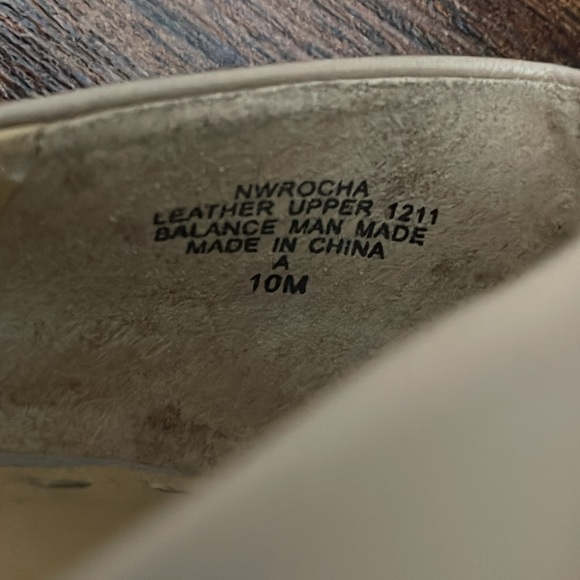 NWROCHA
LEATHER UPPER 1211
BALANCE MAN MADE
MADE IN CHINA
A
10M